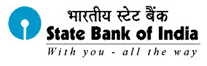 भारतीय स्टेट बैंक
State Bank of India
With you - all the way